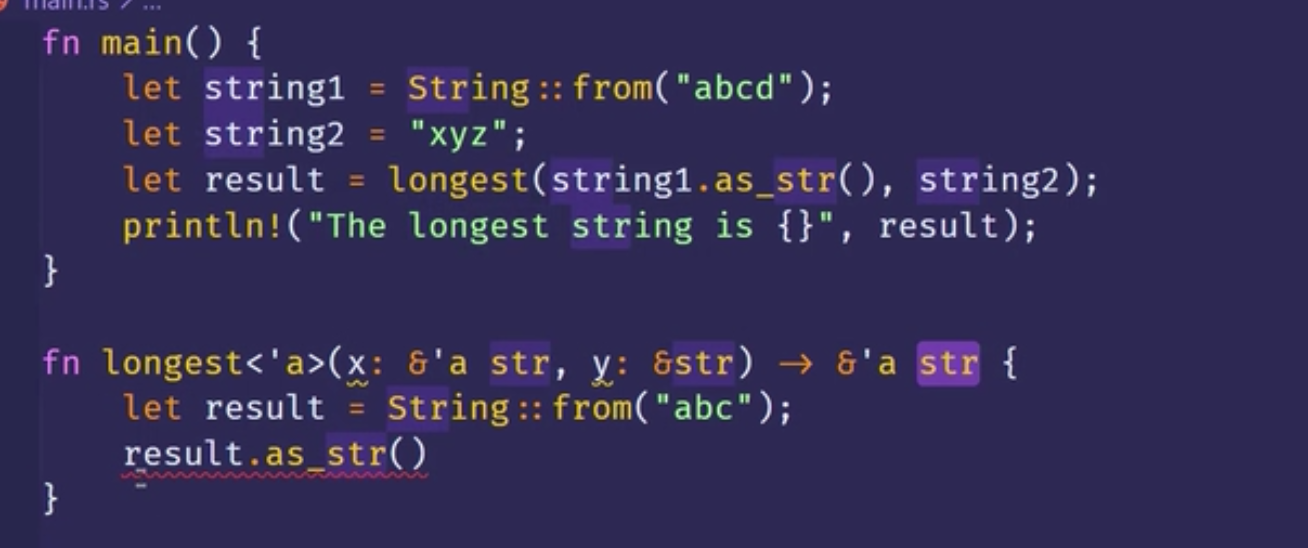 main.rs > ...
fn main() {
    let string1 = String::from("abcd");
    let string2 = "xyz";
    let result = longest(string1.as_str(), string2);
    println!("The longest string is {}", result);
}

fn longest<'a>(x: &'a str, y: &str) → &'a str {
    let result = String::from("abc");
    result.as_str()
}